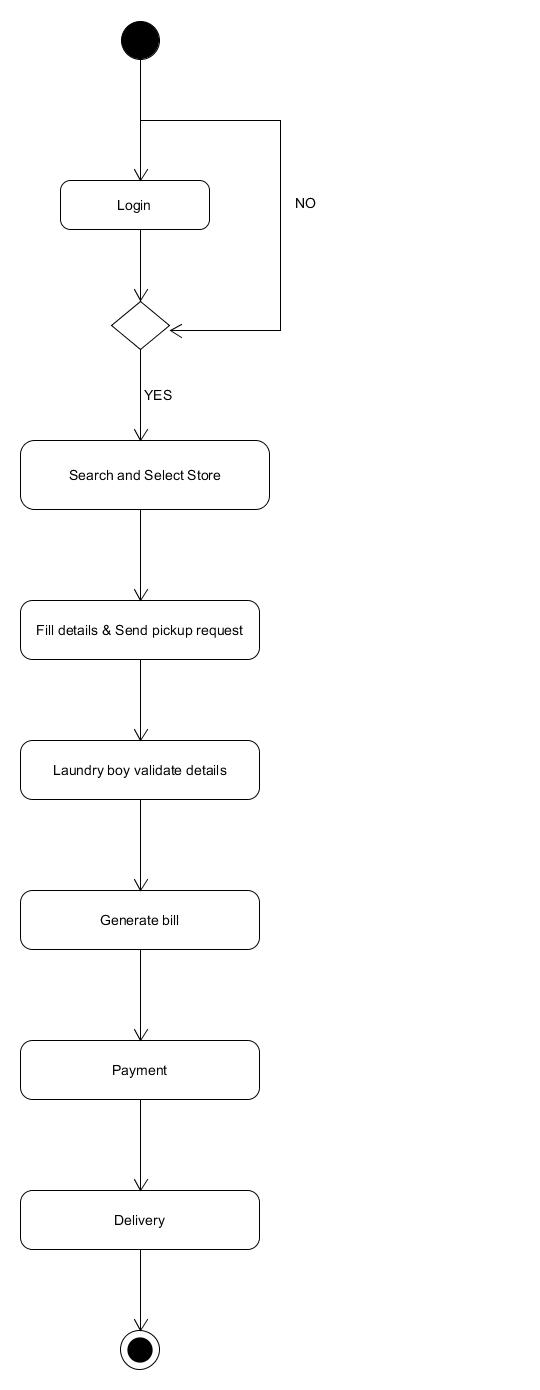 Login
NO
YES
Search and Select Store
Fill details & Send pickup request
Laundry boy validate details
Generate bill
Payment
Delivery